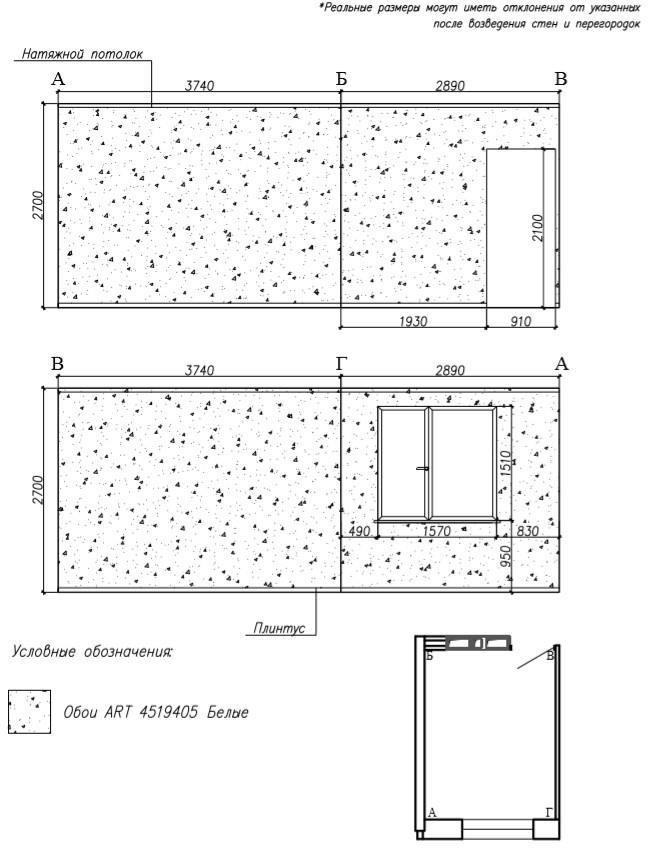 *Реальные размеры могут иметь отклонения от указанных
после возведения стен и перегородок
Натяжной потолок
А Б В
3740 2890
2700
2100
1930 910
В Г А
3740 2890
2700
1510
490 1570 830
950
Плинтус
Условные обозначения:
Обои ART 4519405 Белые
Б В
А Г